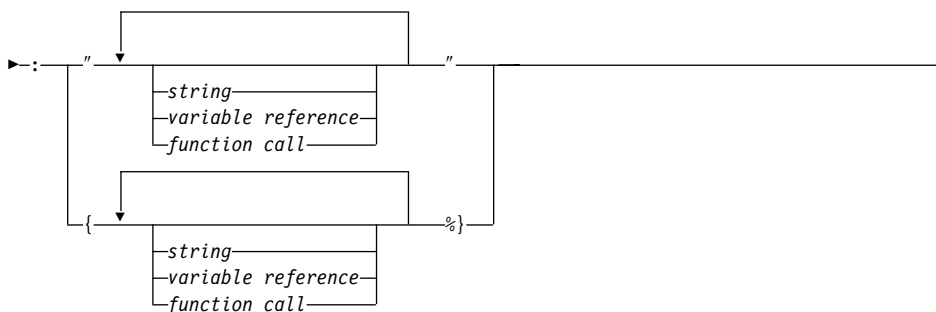 : " "
string
variable reference
function call
{ %}
string
variable reference
function call